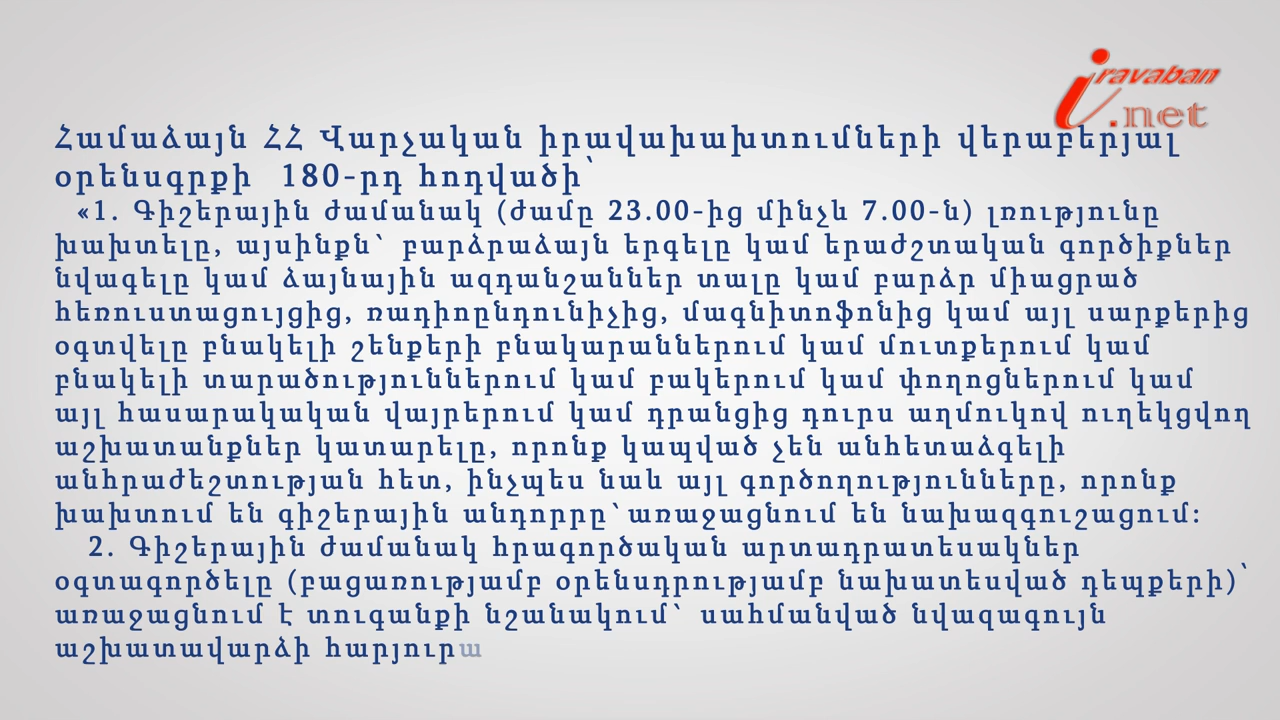 iravaban
.net
Համաձայն ՀՀ Վարչական իրավախախտումների վերաբերյալ
օրենսգրքի 180-րդ հոդվածի՝
«1. Գիշերային ժամանակ (ժամը 23.00-ից մինչև 7.00-ն) լռությունը
խախտելը, այսինքն՝ բարձրաձայն երգելը կամ երաժշտական գործիքներ
նվագելը կամ ձայնային ազդանշաններ տալը կամ բարձր միացրած
հեռուստացույցից, ռադիոընդունիչից, մագնիտոֆոնից կամ այլ սարքերից
օգտվելը բնակելի շենքերի բնակարաններում կամ մուտքերում կամ
բնակելի տարածություններում կամ բակերում կամ փողոցներում կամ
այլ հասարակական վայրերում կամ դրանցից դուրս աղմուկով ուղեկցվող
աշխատանքներ կատարելը, որոնք կապված չեն անհետաձգելի
անհրաժեշտության հետ, ինչպես նաև այլ գործողությունները, որոնք
խախտում են գիշերային անդորրը՝առաջացնում են նախազգուշացում:
2. Գիշերային ժամանակ հրագործական արտադրատեսակներ
օգտագործելը (բացառությամբ օրենսդրությամբ նախատեսված դեպքերի)՝
առաջացնում է տուգանքի նշանակում՝ սահմանված նվազագույն
աշխատավարձի հարյուրա